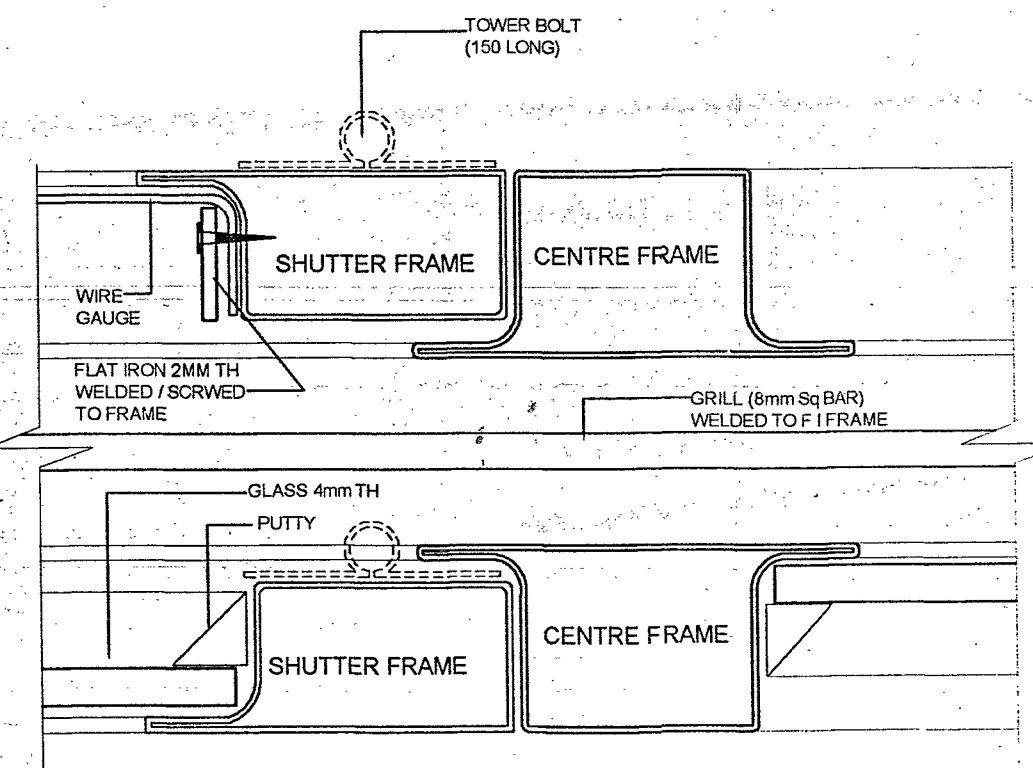 TOWER BOLT
(150 LONG)
SHUTTER FRAME
CENTRE FRAME
WIRE
GAUGE
FLAT IRON 2MM TH
WELDED / SCRWED
TO FRAME
GRILL (8mm Sq BAR)
WELDED TO F I FRAME
GLASS 4mm TH
PUTTY
SHUTTER FRAME
CENTRE FRAME